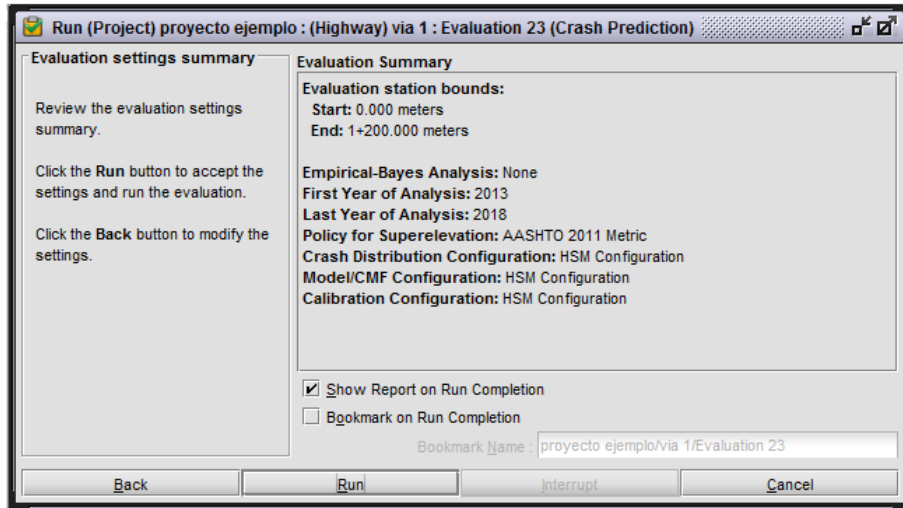 Run (Project) proyecto ejemplo : (Highway) via 1 : Evaluation 23 (Crash Prediction)
Evaluation settings summary
Review the evaluation settings
summary.
Click the Run button to accept the
settings and run the evaluation.
Click the Back button to modify the
settings.
Evaluation Summary
Evaluation station bounds:
Start: 0.000 meters
End: 1+200.000 meters
Empirical-Bayes Analysis: None
First Year of Analysis: 2013
Last Year of Analysis: 2018
Policy for Superelevation: AASHTO 2011 Metric
Crash Distribution Configuration: HSM Configuration
Model/CMF Configuration: HSM Configuration
Calibration Configuration: HSM Configuration
Show Report on Run Completion
Bookmark on Run Completion
Bookmark Name : proyecto ejemplo/via 1/Evaluation 23
Back Run Interrupt Cancel